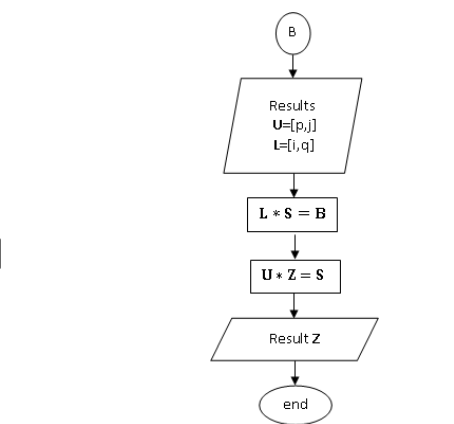 B
Results
U=[p,j]
L=[i,q]
L * S = B
U * Z = S
Result Z
end